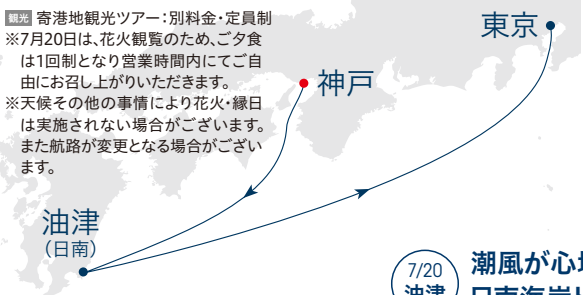 観光 寄港地観光ツアー：別料金・定員制
※7月20日は、花火観覧のため、ご夕食
は1回制となり営業時間内にてご自
由にお召し上がりいただきます。
※天候その他の事情により花火・縁日
は実施されない場合がございます。
また航路が変更となる場合がござい
ます。
東京
神戸
油津
（日南）
7/20
油津
潮風が心地
日南海岸